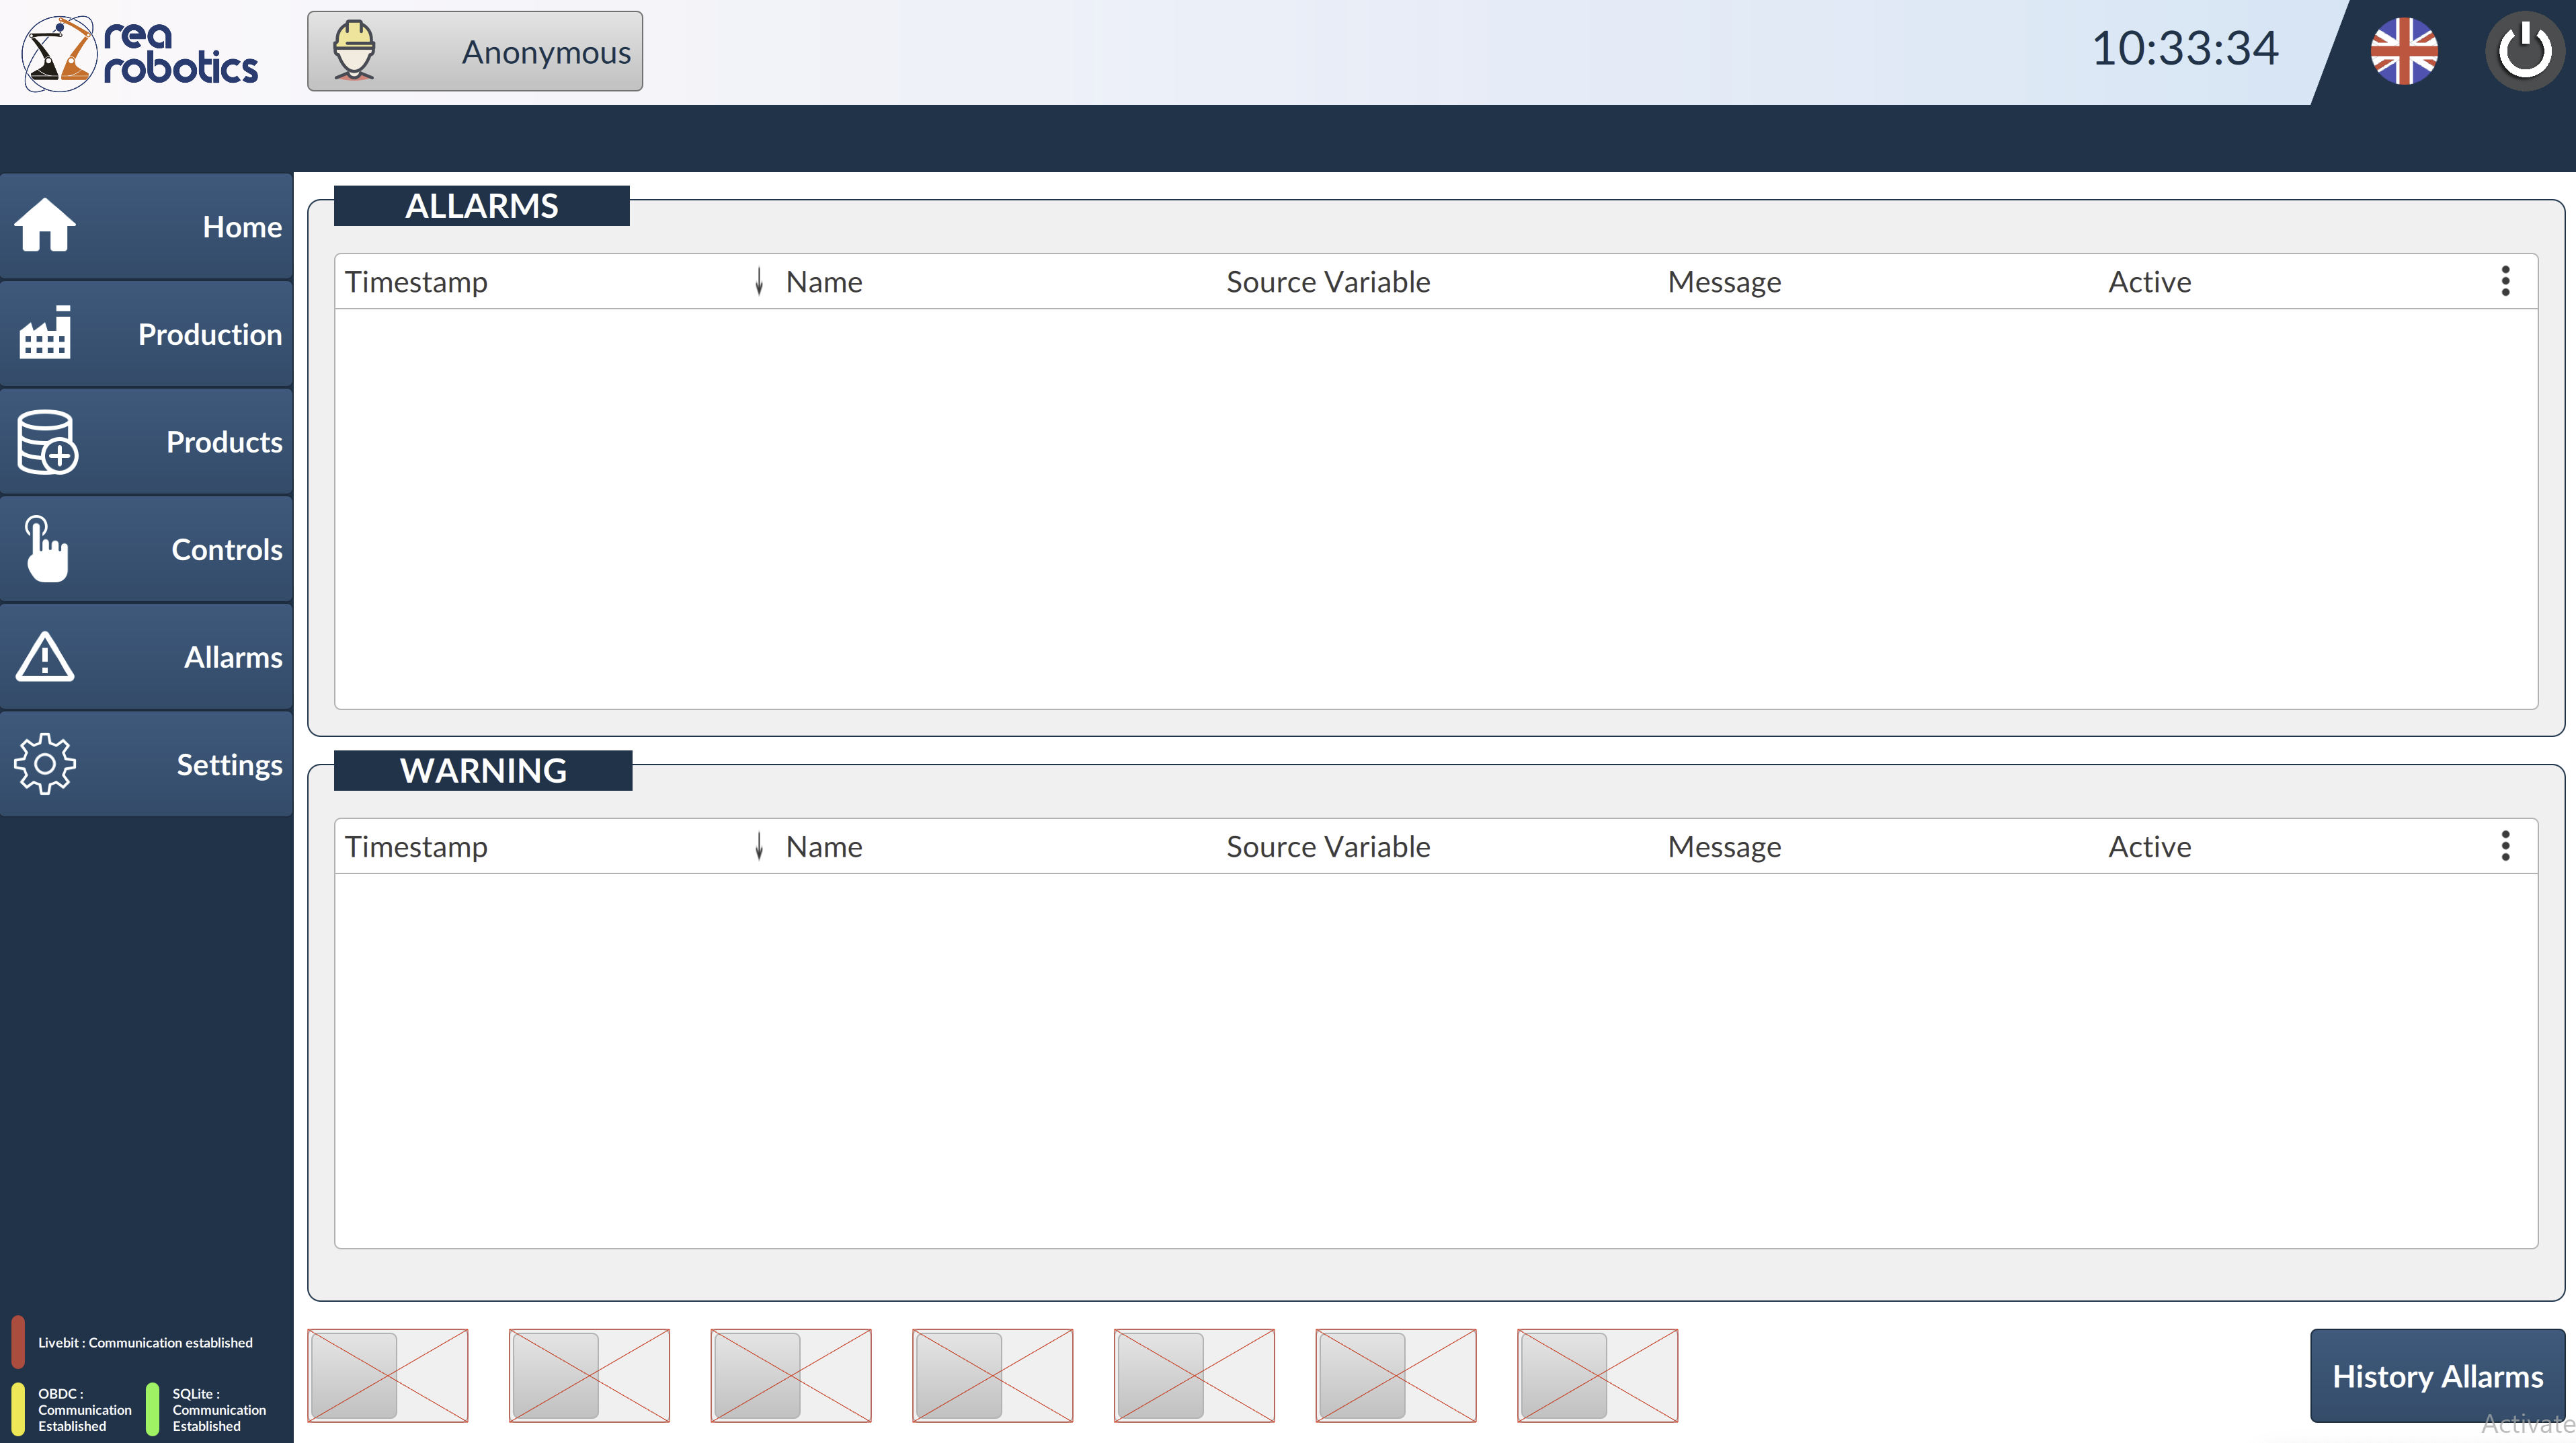 rea
robotics
Anonymous
10:33:34
Home
Production
Products
Controls
Allarms
Settings
ALLARMS
Timestamp Name Source Variable Message Active
WARNING
Timestamp Name Source Variable Message Active
Livebit : Communication established
OBDC :
Communication
Established
SQLite :
Communication
Established
History Allarms
Activate